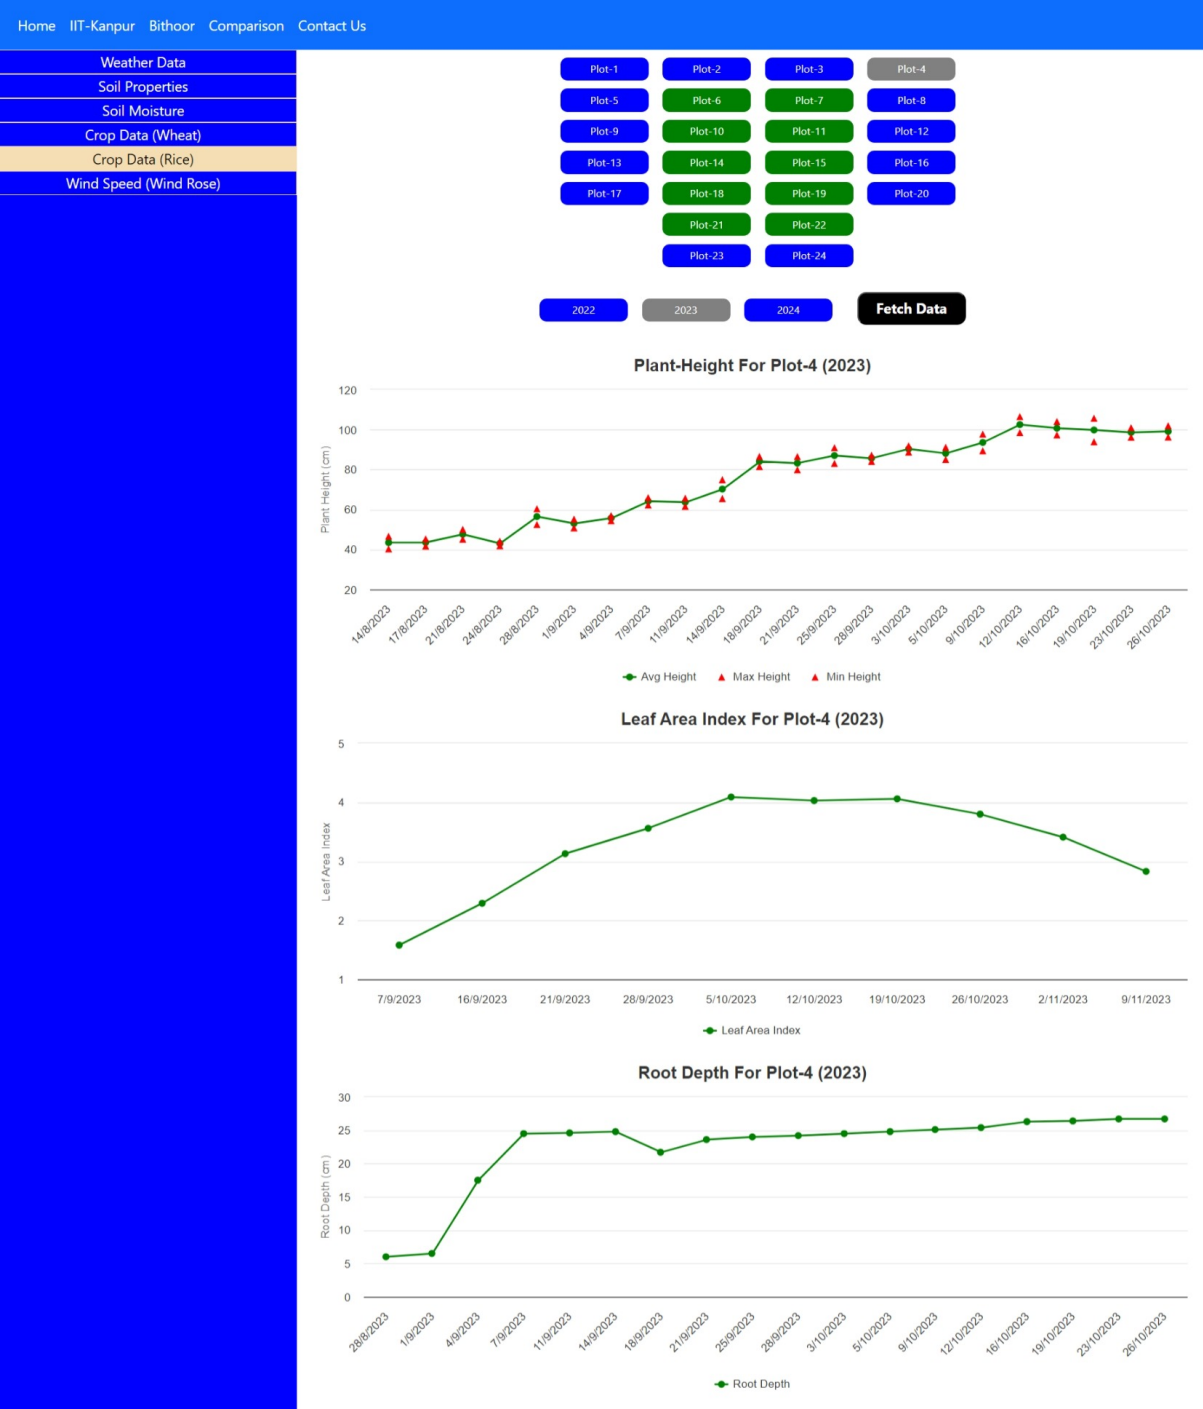 Home IIT-Kanpur Bithoor Comparison Contact Us
Weather Data
Soil Properties
Soil Moisture
Crop Data (Wheat)
Crop Data (Rice)
Wind Speed (Wind Rose)
Plot-1 Plot-2 Plot-3 Plot-4
Plot-5 Plot-6 Plot-7 Plot-8
Plot-9 Plot-10 Plot-11 Plot-12
Plot-13 Plot-14 Plot-15 Plot-16
Plot-17 Plot-18 Plot-19 Plot-20
Plot-21 Plot-22
Plot-23 Plot-24
2022 2023 2024 Fetch Data
Plant-Height For Plot-4 (2023)
Plant Height (cm)
120
100
80
60
40
20
14/8/2023 17/8/2023 21/8/2023 24/8/2023 28/8/2023 1/9/2023 4/9/2023 7/9/2023 11/9/2023 14/9/2023 18/9/2023 21/9/2023 25/9/2023 28/9/2023 3/10/2023 5/10/2023 9/10/2023 12/10/2023 16/10/2023 19/10/2023 23/10/2023 26/10/2023
Avg Height Max Height Min Height
Leaf Area Index For Plot-4 (2023)
Leaf Area Index
5
4
3
2
1
7/9/2023 16/9/2023 21/9/2023 28/9/2023 5/10/2023 12/10/2023 19/10/2023 26/10/2023 2/11/2023 9/11/2023
Leaf Area Index
Root Depth For Plot-4 (2023)
Root Depth (cm)
30
25
20
15
10
5
0
28/8/2023 1/9/2023 4/9/2023 7/9/2023 11/9/2023 14/9/2023 18/9/2023 21/9/2023 25/9/2023 28/9/2023 3/10/2023 5/10/2023 9/10/2023 12/10/2023 16/10/2023 19/10/2023 23/10/2023 26/10/2023
Root Depth